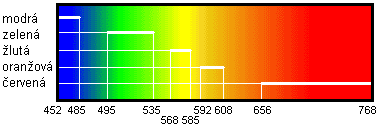 modrá
zelená
žlutá
oranžová
červená
452 485 495 535 592 608 656 768
568 585